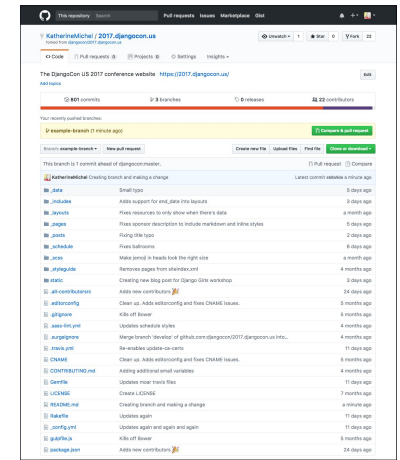 This repository Search Pull requests Issues Marketplace Gist
KatherineMichel / 2017.djangocon.us
forked from djangocon/2017.djangocon.us
Unwatch 1 Star 0 Fork 23
Code Pull requests 0 Projects 0 Settings Insights
The DjangoCon US 2017 conference website https://2017.djangocon.us/ Edit
Add topics
801 commits 3 branches 0 releases 22 contributors
Your recently pushed branches:
example-branch (1 minute ago) Compare & pull request
Branch: example-branch New pull request Create new file Upload files Find file Clone or download
This branch is 1 commit ahead of djangocon:master. Pull request Compare
KatherineMichel Creating branch and making a change Latest commit a minute ago
_data Small typo 5 days ago
_includes Adds support for end_date into layouts 3 days ago
_layouts Fixes resources to only show when there's data a month ago
_pages Fixes sponsor description to include markdown and inline styles 5 days ago
_posts Fixing title typo 2 days ago
_schedule Fixes ballrooms 6 days ago
_scss Make jemoji in heads look the right size a month ago
_styleguide Removes pages from siteindex.xml 4 months ago
static Creating new blog post for Django Girls workshop 3 days ago
.all-contributorsrc Adds new contributors 24 days ago
.editorconfig Clean up. Adds editorconfig and fixes CNAME issues. 5 months ago
.gitignore Kills off Bower 5 months ago
.sass-lint.yml Updates schedule styles 4 months ago
.surgeignore Merge branch 'develop' of github.com:djangocon/2017.djangocon.us into... 4 months ago
.travis.yml Re-enables update-ca-certs 11 days ago
CNAME Clean up. Adds editorconfig and fixes CNAME issues. 5 months ago
CONTRIBUTING.md Adding additional email variables 4 months ago
Gemfile Updates moar travis files 11 days ago
LICENSE Create LICENSE 7 months ago
README.md Creating branch and making a change a minute ago
Rakefile Updates again 11 days ago
_config.yml Updates again and again and again 11 days ago
gulpfile.js Kills off Bower 5 months ago
package.json Adds new contributors 24 days ago